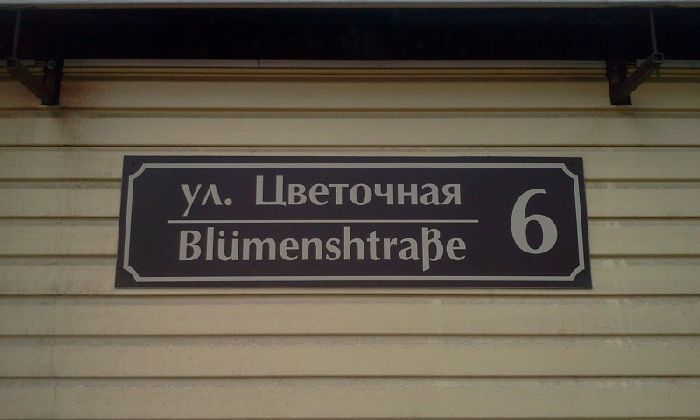 ул. Цветочная
Blümenshtraße
6